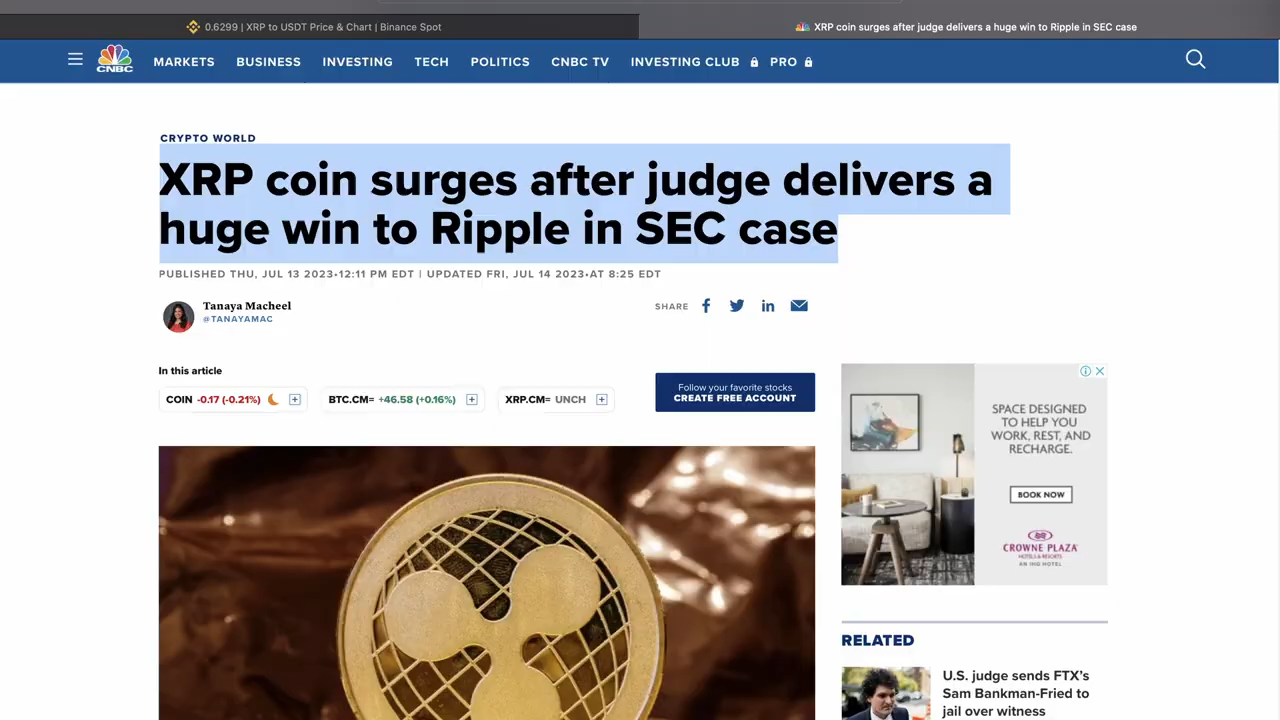 0.6299 | XRP to USDT Price & Chart | Binance Spot
XRP coin surges after judge delivers a huge win to Ripple in SEC case
CNBC
MARKETS BUSINESS INVESTING TECH POLITICS CNBC TV INVESTING CLUB PRO
CRYPTO WORLD
XRP coin surges after judge delivers a
huge win to Ripple in SEC case
PUBLISHED THU, JUL 13 2023•12:11 PM EDT | UPDATED FRI, JUL 14 2023•AT 8:25 EDT
Tanaya Macheel
@TANAYAMAC
SHARE
In this article
COIN -0.17 (-0.21%)
BTC.CM= +46.58 (+0.16%)
XRP.CM= UNCH
Follow your favorite stocks
CREATE FREE ACCOUNT
SPACE DESIGNED
TO HELP YOU
WORK, REST, AND
RECHARGE.
BOOK NOW
CROWNE PLAZA
HOTELS & RESORTS
AN IHG HOTEL
RELATED
U.S. judge sends FTX's
Sam Bankman-Fried to
jail over witness